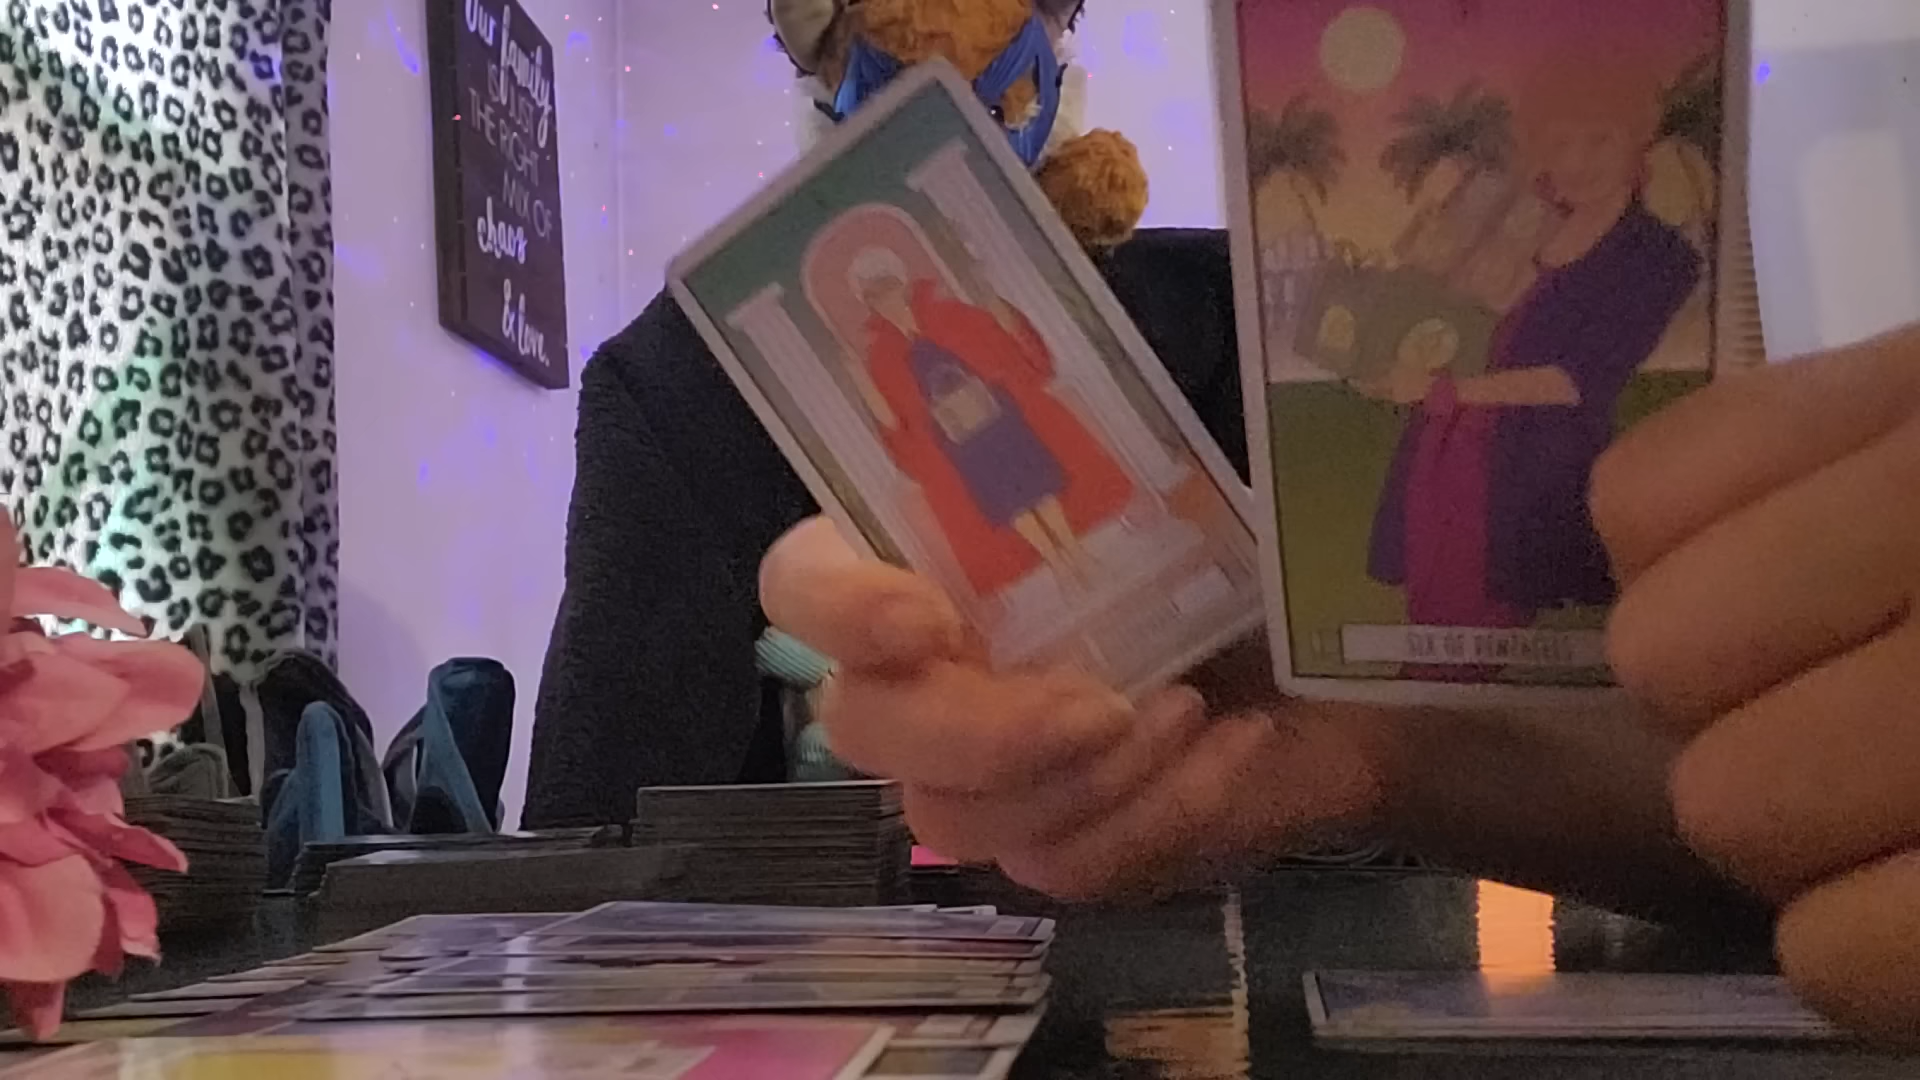 Our family
IS JUST
THE RIGHT
MIX OF
chaos
& love.
SIX OF PENTACLES